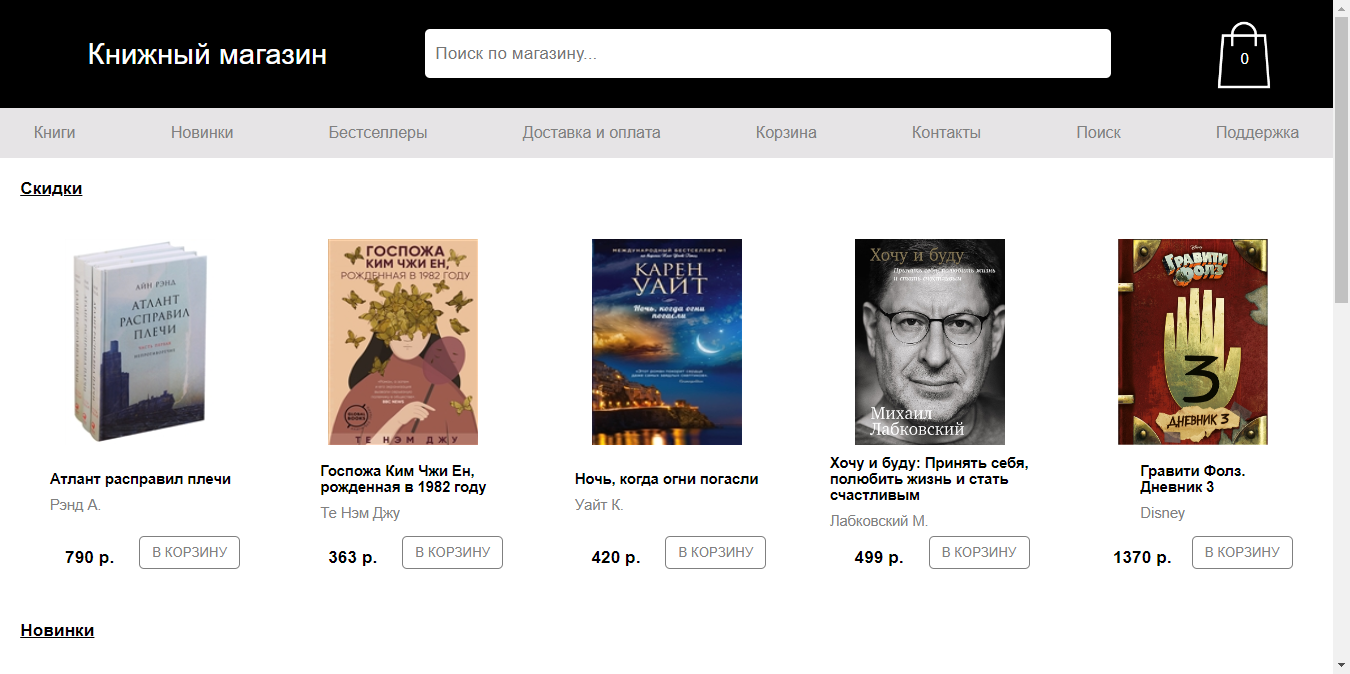 Книжный магазин
Поиск по магазину...
0
Книги
Новинки
Бестселлеры
Доставка и оплата
Корзина
Контакты
Поиск
Поддержка
Скидки
АЙН РЭНД
АТЛАНТ
РАСПРАВИЛ
ПЛЕЧИ
ГОСПОЖА
КИМ ЧЖИ ЕН,
РОЖДЕННАЯ В 1982 ГОДУ
ТЕ НЭМ ДЖУ
МЕЖДУНАРОДНЫЙ БЕСТСЕЛЛЕР №1
КАРЕН
УАЙТ
Ночь, когда огни
погасли
Хочу и буду
Принять себя, полюбить жизнь
и стать счастливым
Михаил
Лабковский
ГРАВИТИ
ФОЛЗ
3
ДНЕВНИК 3
Атлант расправил плечи
Рэнд А.
790 р.
В КОРЗИНУ
Госпожа Ким Чжи Ен,
рожденная в 1982 году
Те Нэм Джу
363 р.
В КОРЗИНУ
Ночь, когда огни погасли
Уайт К.
420 р.
В КОРЗИНУ
Хочу и буду: Принять себя,
полюбить жизнь и стать
счастливым
Лабковский М.
499 р.
В КОРЗИНУ
Гравити Фолз.
Дневник 3
Disney
1370 р.
В КОРЗИНУ
Новинки